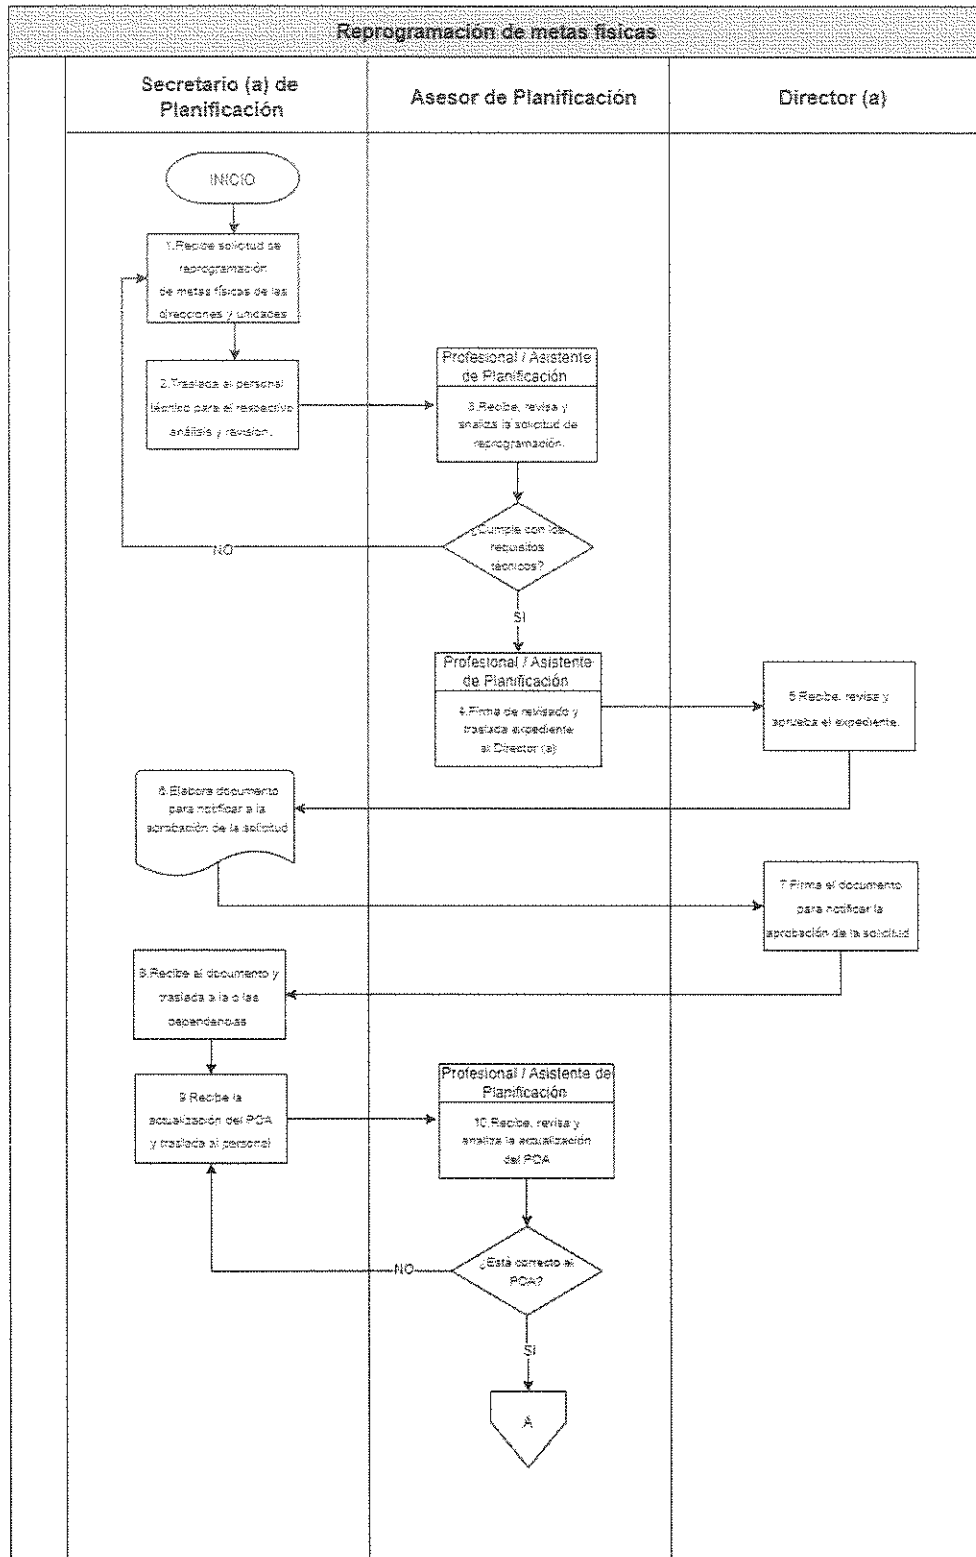 Reprogramación de metas físicas
Secretario (a) de
Planificación
Asesor de Planificación
Director (a)
INICIO
1.Recibe solicitud de
reprogramación
de metas físicas de las
direcciones y unidades
2.Traslada al personal
técnico para el respectivo
análisis y revisión.
Profesional / Asistente
de Planificación
3.Recibe, revisa y
analiza la solicitud de
reprogramación.
¿Cumple con los
requisitos
técnicos?
NO
SI
Profesional / Asistente
de Planificación
4.Firma de revisado y
traslada expediente
al Director (a)
5.Recibe, revisa y
aprueba el expediente.
6.Elabora documento
para notificar a la
aprobación de la solicitud
7.Firma el documento
para notificar la
aprobación de la solicitud
8.Recibe el documento y
traslada a la o las
dependencias
9.Recibe la
actualización del POA
y traslada al personal
Profesional / Asistente de
Planificación
10.Recibe, revisa y
analiza la actualización
del POA
¿Está correcto el
POA?
NO
SI
A